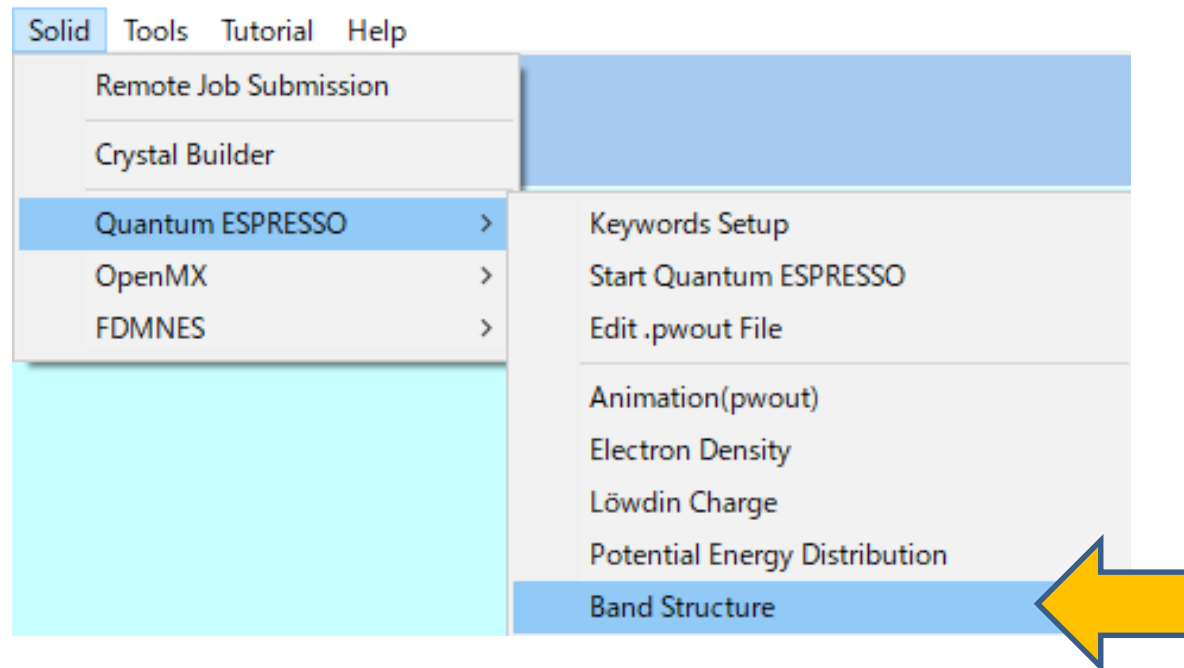 Solid Tools Tutorial Help
Remote Job Submission
Crystal Builder
Quantum ESPRESSO >
OpenMX >
FDMNES >
Keywords Setup
Start Quantum ESPRESSO
Edit .pwout File
Animation(pwout)
Electron Density
Löwdin Charge
Potential Energy Distribution
Band Structure